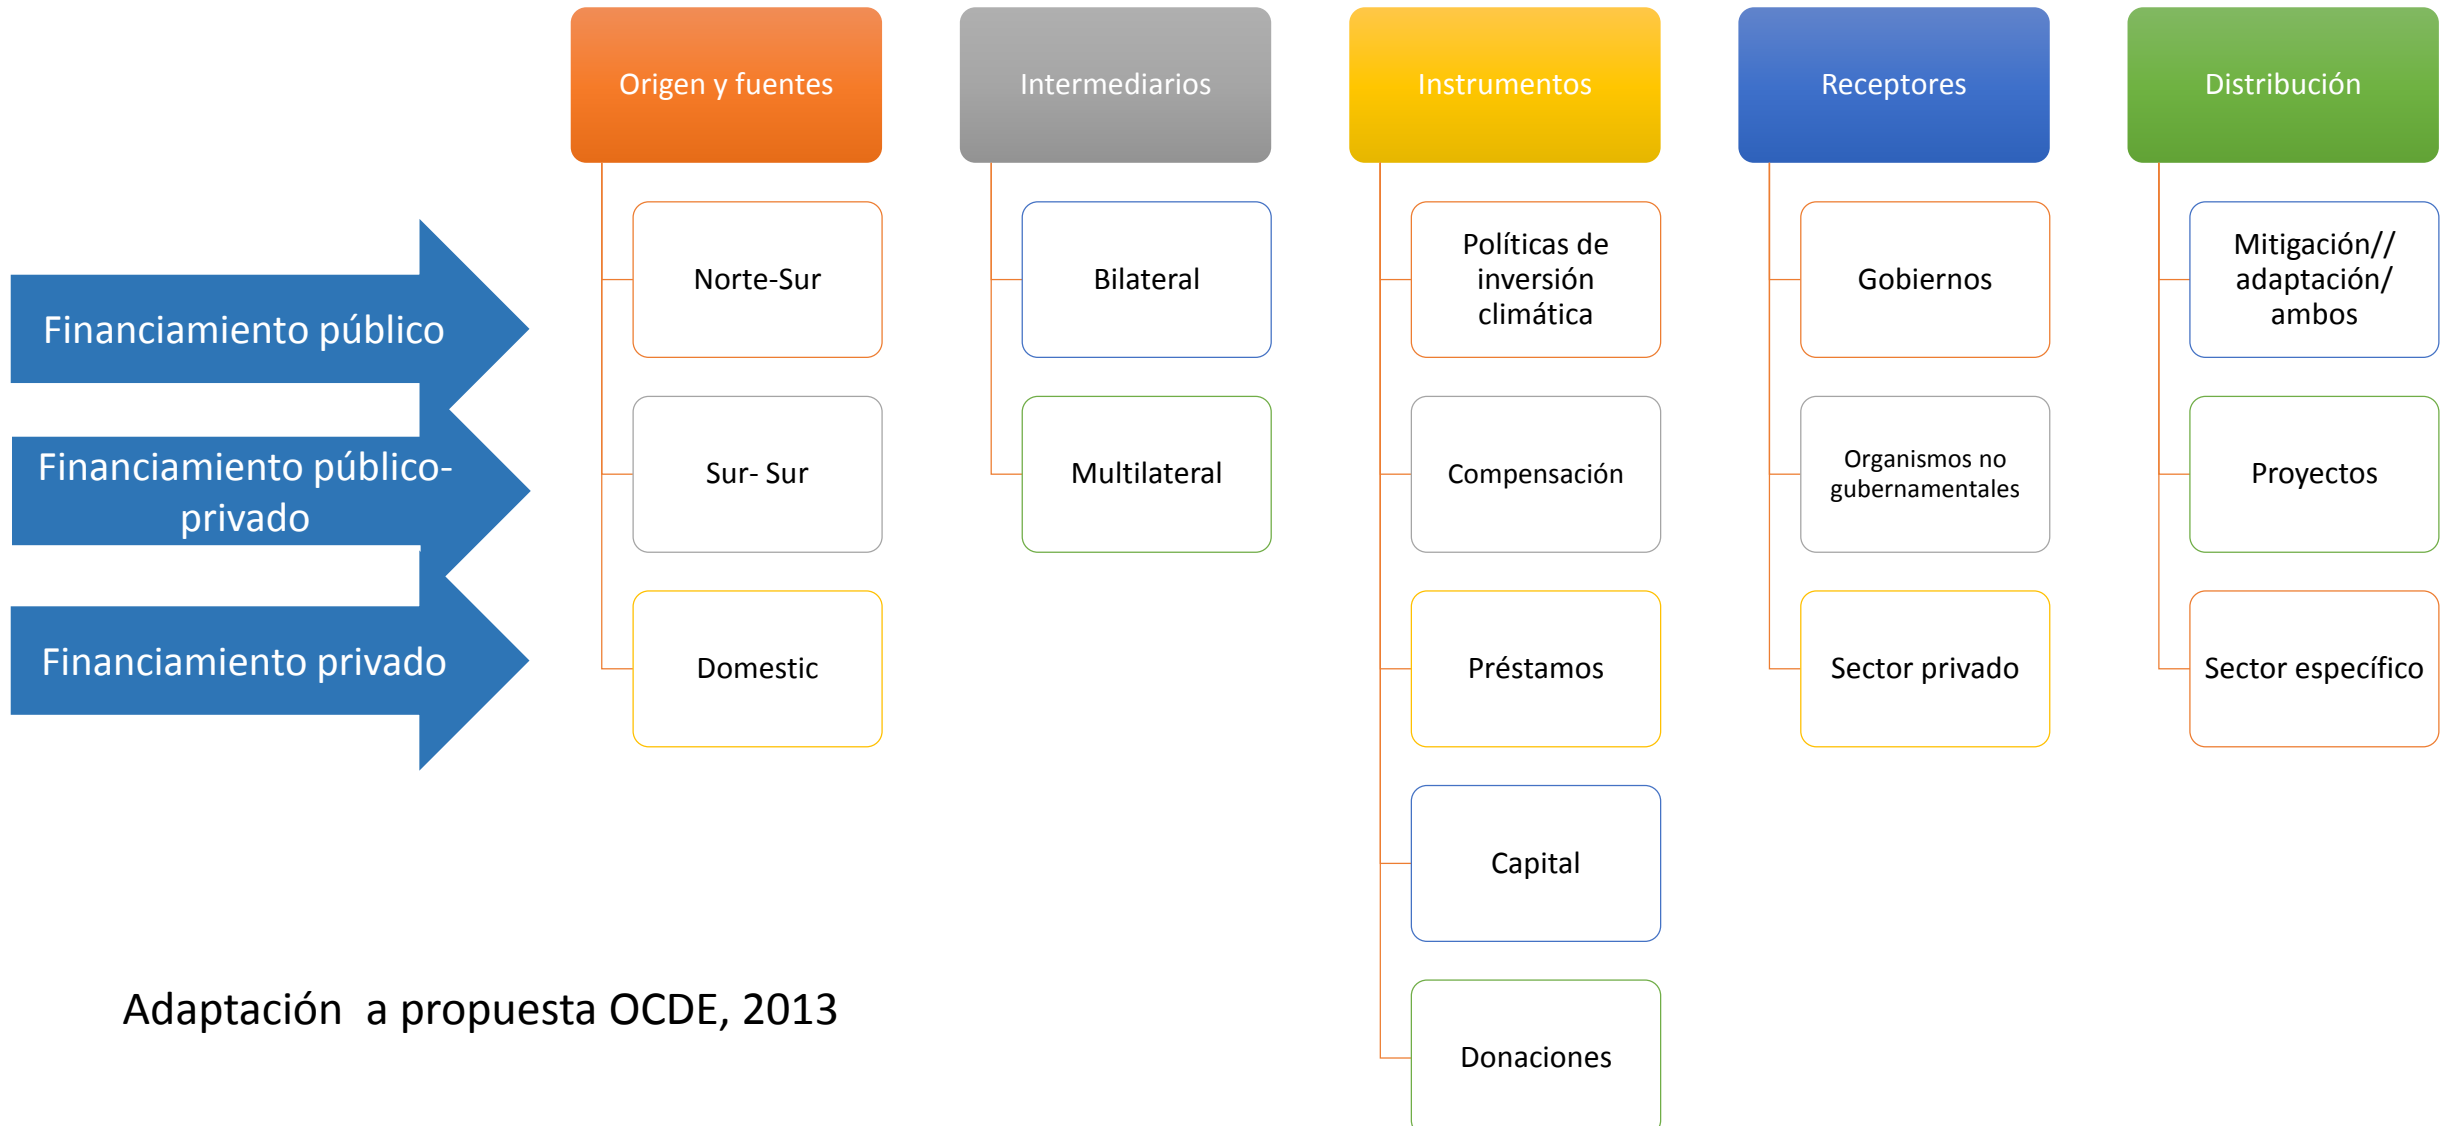 Origen y fuentes
Intermediarios
Instrumentos
Receptores
Distribución
Financiamiento público
Financiamiento público-
privado
Financiamiento privado
Norte-Sur
Sur- Sur
Domestic
Bilateral
Multilateral
Políticas de
inversión
climática
Compensación
Préstamos
Capital
Donaciones
Gobiernos
Organismos no
gubernamentales
Sector privado
Mitigación//
adaptación/
ambos
Proyectos
Sector específico
Adaptación  a propuesta OCDE, 2013